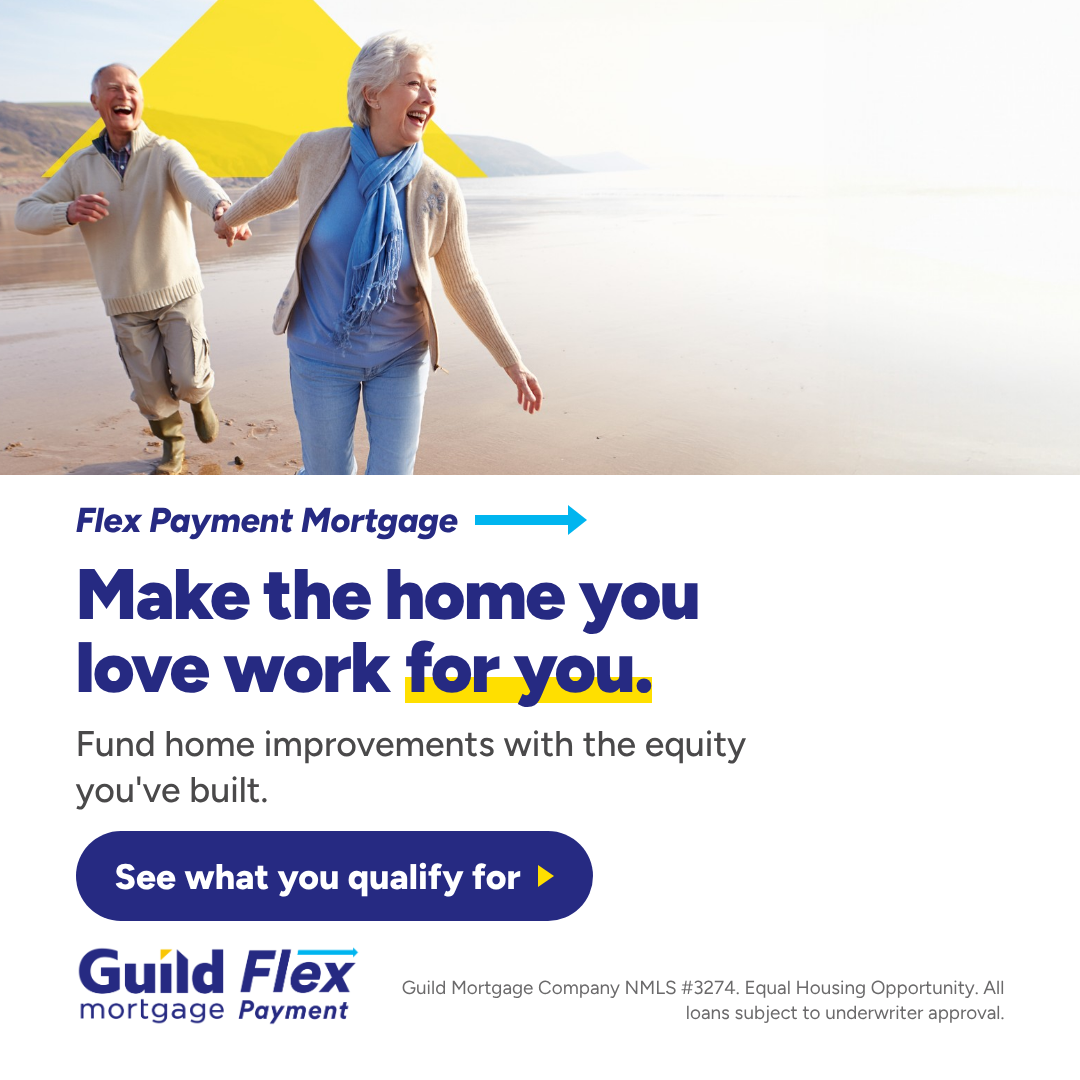 Flex Payment Mortgage
Make the home you
love work for you.
Fund home improvements with the equity
you've built.
See what you qualify for
Guild Flex
mortgage Payment
Guild Mortgage Company NMLS #3274. Equal Housing Opportunity. All
loans subject to underwriter approval.